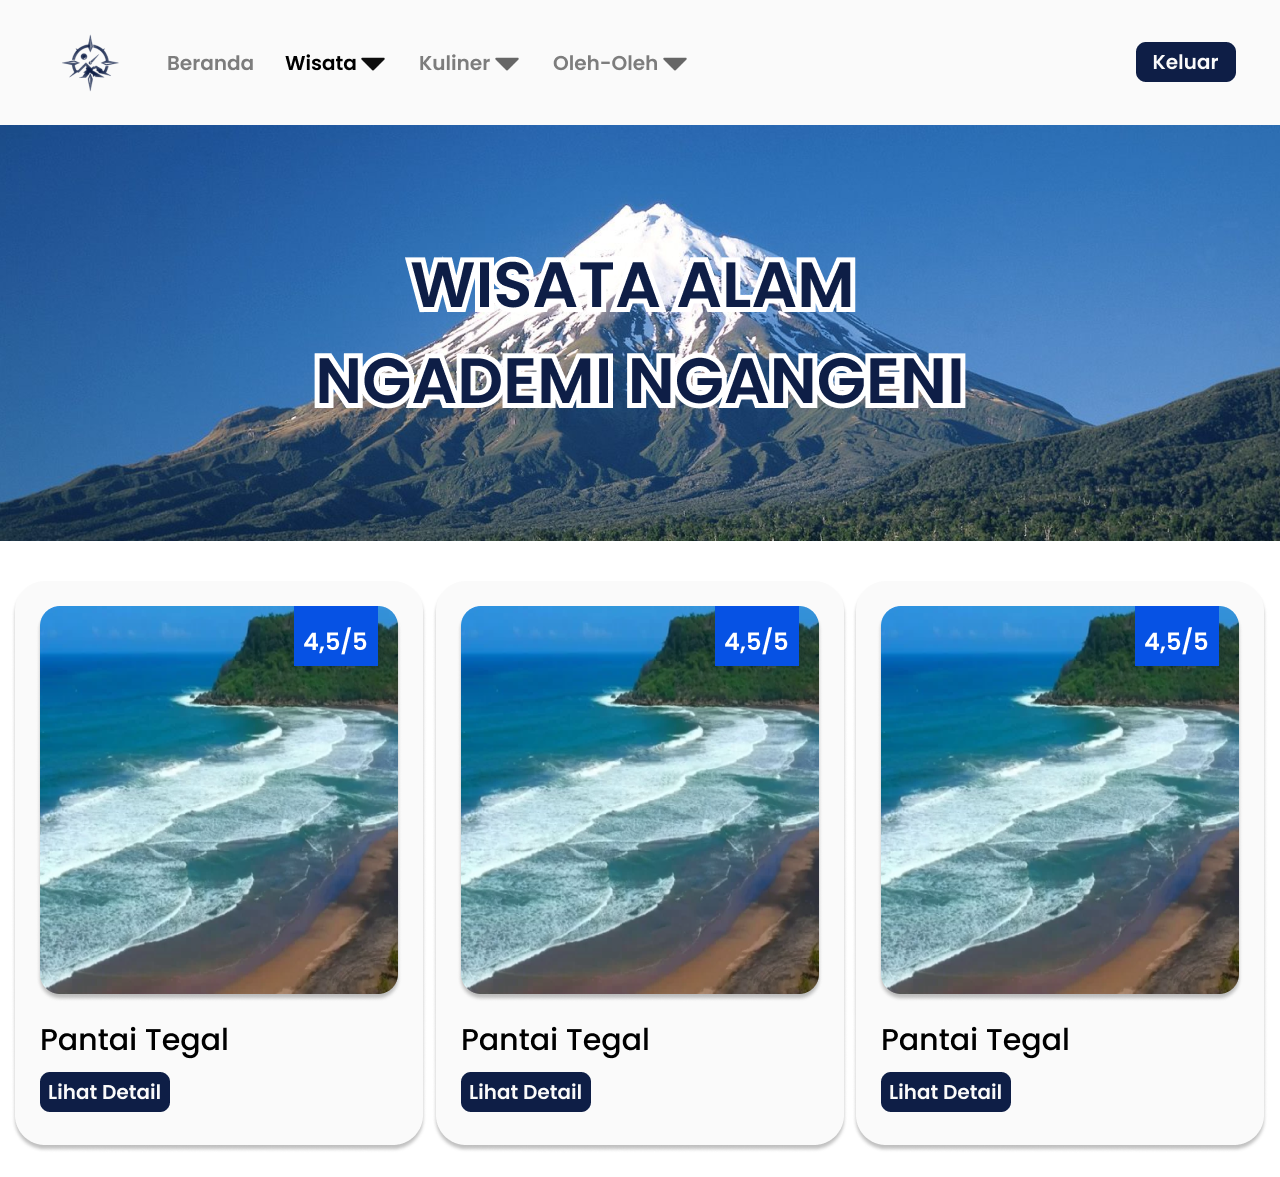 Beranda Wisata Kuliner Oleh-Oleh Keluar
WISATA ALAM
NGADEMI NGANGENI
4,5/5 4,5/5 4,5/5
Pantai Tegal Pantai Tegal Pantai Tegal
Lihat Detail Lihat Detail Lihat Detail